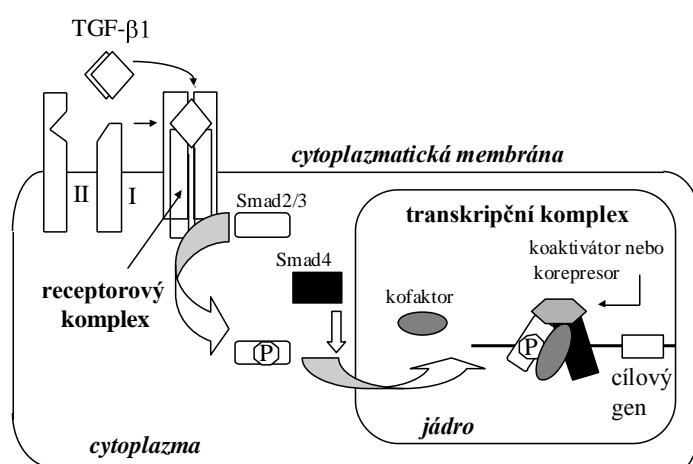 TGF-β1
cytoplazmatická membrána
II
I
Smad2/3
transkripční komplex
koaktivátor nebo
korepresor
Smad4
receptorový
komplex
kofaktor
P
P
cílový
gen
cytoplazma
jádro